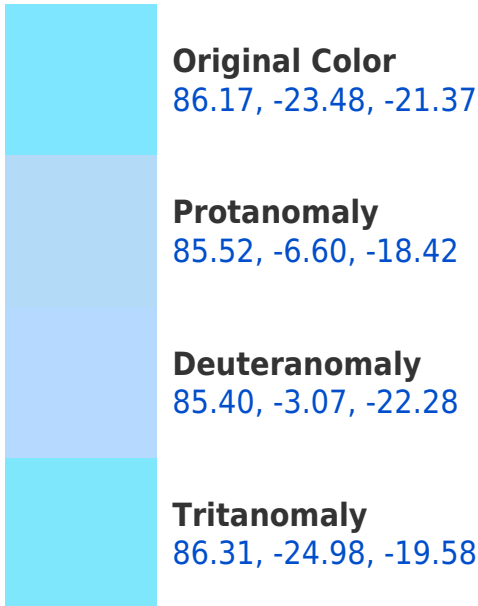 Original Color
86.17, -23.48, -21.37
Protanomaly
85.52, -6.60, -18.42
Deuteranomaly
85.40, -3.07, -22.28
Tritanomaly
86.31, -24.98, -19.58